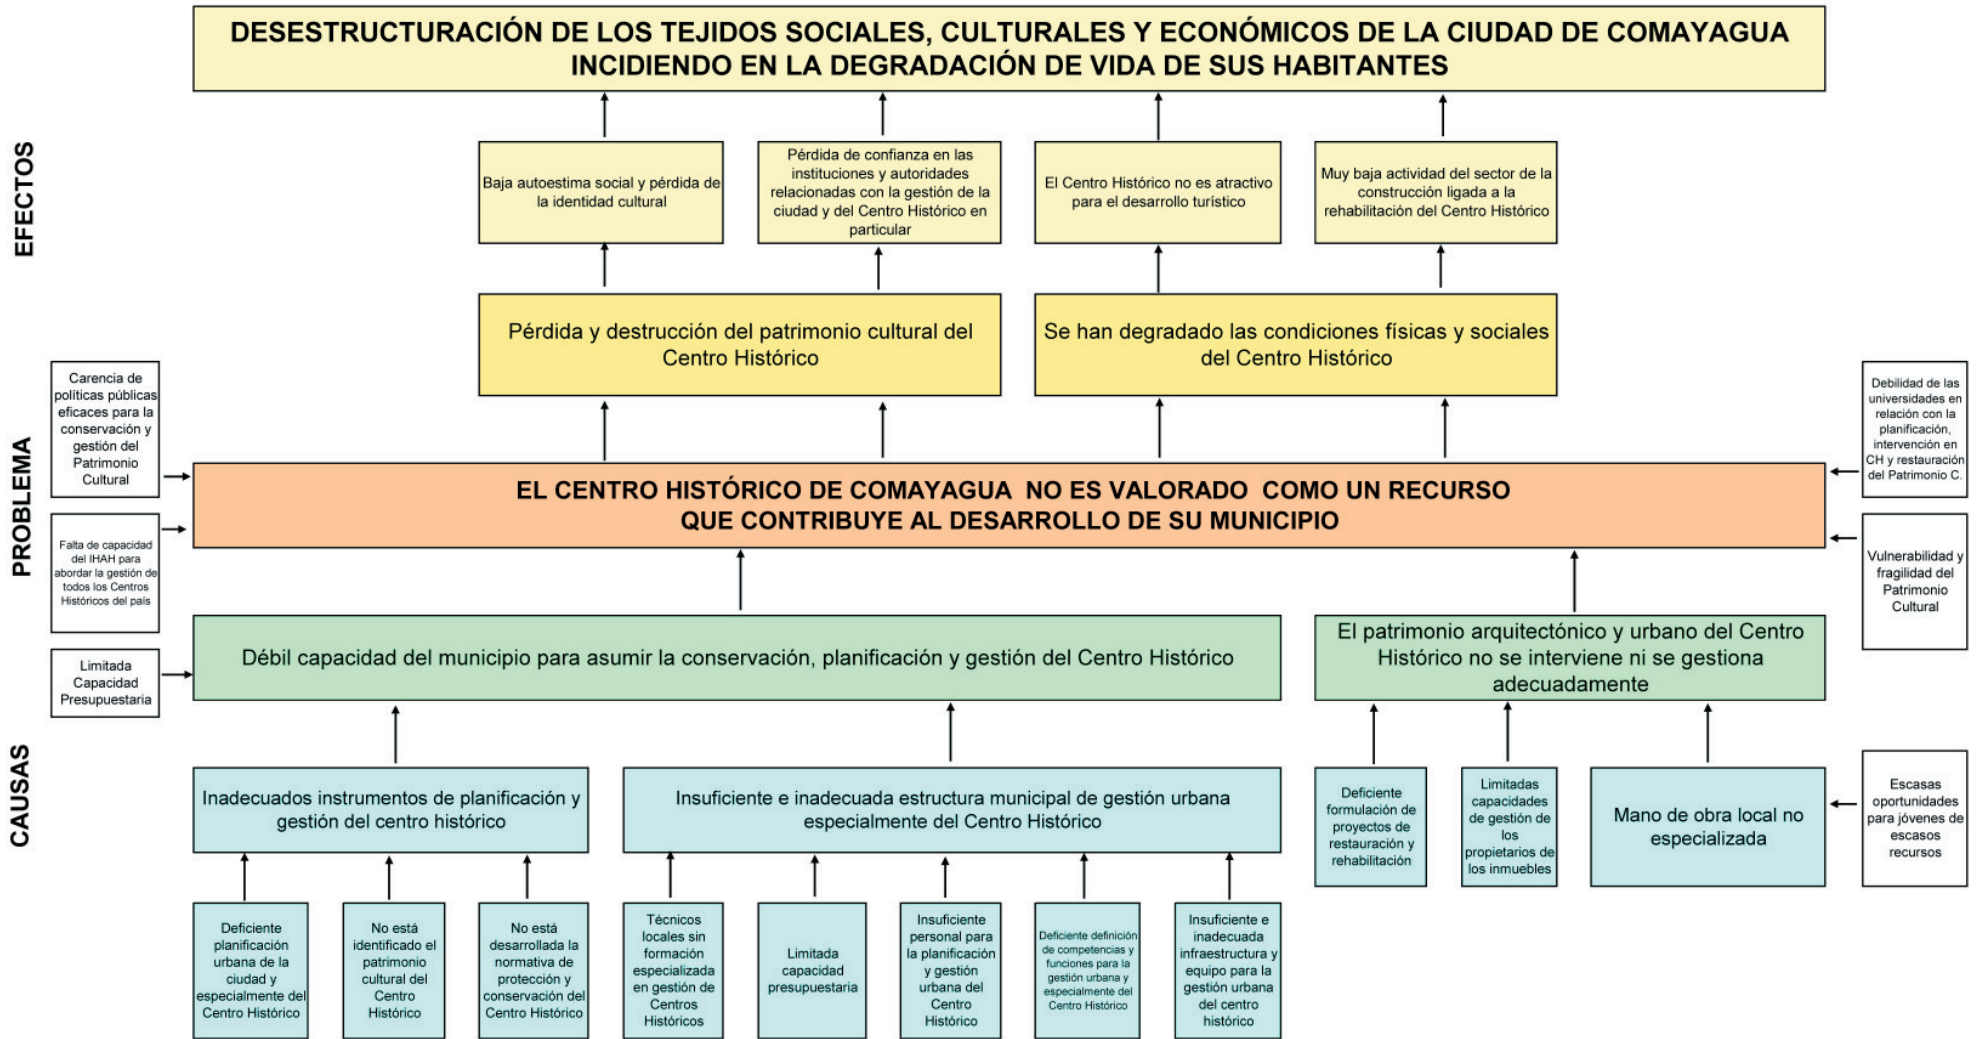 DESESTRUCTURACIÓN DE LOS TEJIDOS SOCIALES, CULTURALES Y ECONÓMICOS DE LA CIUDAD DE COMAYAGUA
INCIDIENDO EN LA DEGRADACIÓN DE VIDA DE SUS HABITANTES
EFECTOS
Baja autoestima social y pérdida de
la identidad cultural
Pérdida de confianza en las
instituciones y autoridades
relacionadas con la gestión de la
ciudad y del Centro Histórico en
particular
El Centro Histórico no es atractivo
para el desarrollo turístico
Muy baja actividad del sector de la
construcción ligada a la
rehabilitación del Centro Histórico
Pérdida y destrucción del patrimonio cultural del
Centro Histórico
Se han degradado las condiciones físicas y sociales
del Centro Histórico
PROBLEMA
Carencia de
políticas públicas
eficaces para la
conservación y
gestión del
Patrimonio
Cultural
Falta de capacidad
del IHAH para
abordar la gestión de
todos los Centros
Históricos del país
EL CENTRO HISTÓRICO DE COMAYAGUA NO ES VALORADO COMO UN RECURSO
QUE CONTRIBUYE AL DESARROLLO DE SU MUNICIPIO
Debilidad de las
universidades en
relación con la
planificación,
intervención en
CH y restauración
del Patrimonio C.
Vulnerabilidad y
fragilidad del
Patrimonio
Cultural
Limitada
Capacidad
Presupuestaria
Débil capacidad del municipio para asumir la conservación, planificación y gestión del Centro Histórico
El patrimonio arquitectónico y urbano del Centro
Histórico no se interviene ni se gestiona
adecuadamente
CAUSAS
Inadecuados instrumentos de planificación y
gestión del centro histórico
Insuficiente e inadecuada estructura municipal de gestión urbana
especialmente del Centro Histórico
Deficiente
formulación de
proyectos de
restauración y
rehabilitación
Limitadas
capacidades
de gestión de
los
propietarios de
los inmuebles
Mano de obra local no
especializada
Escasas
oportunidades
para jóvenes de
escasos
recursos
Deficiente
planificación
urbana de la
ciudad y
especialmente del
Centro Histórico
No está
identificado el
patrimonio
cultural del
Centro
Histórico
No está
desarrollada la
normativa de
protección y
conservación del
Centro Histórico
Técnicos
locales sin
formación
especializada
en gestión de
Centros
Históricos
Limitada
capacidad
presupuestaria
Insuficiente
personal para
la planificación
y gestión
urbana del
Centro
Histórico
Deficiente definición
de competencias y
funciones para la
gestión urbana y
especialmente del
Centro Histórico
Insuficiente e
inadecuada
infraestructura y
equipo para la
gestión urbana
del centro
histórico